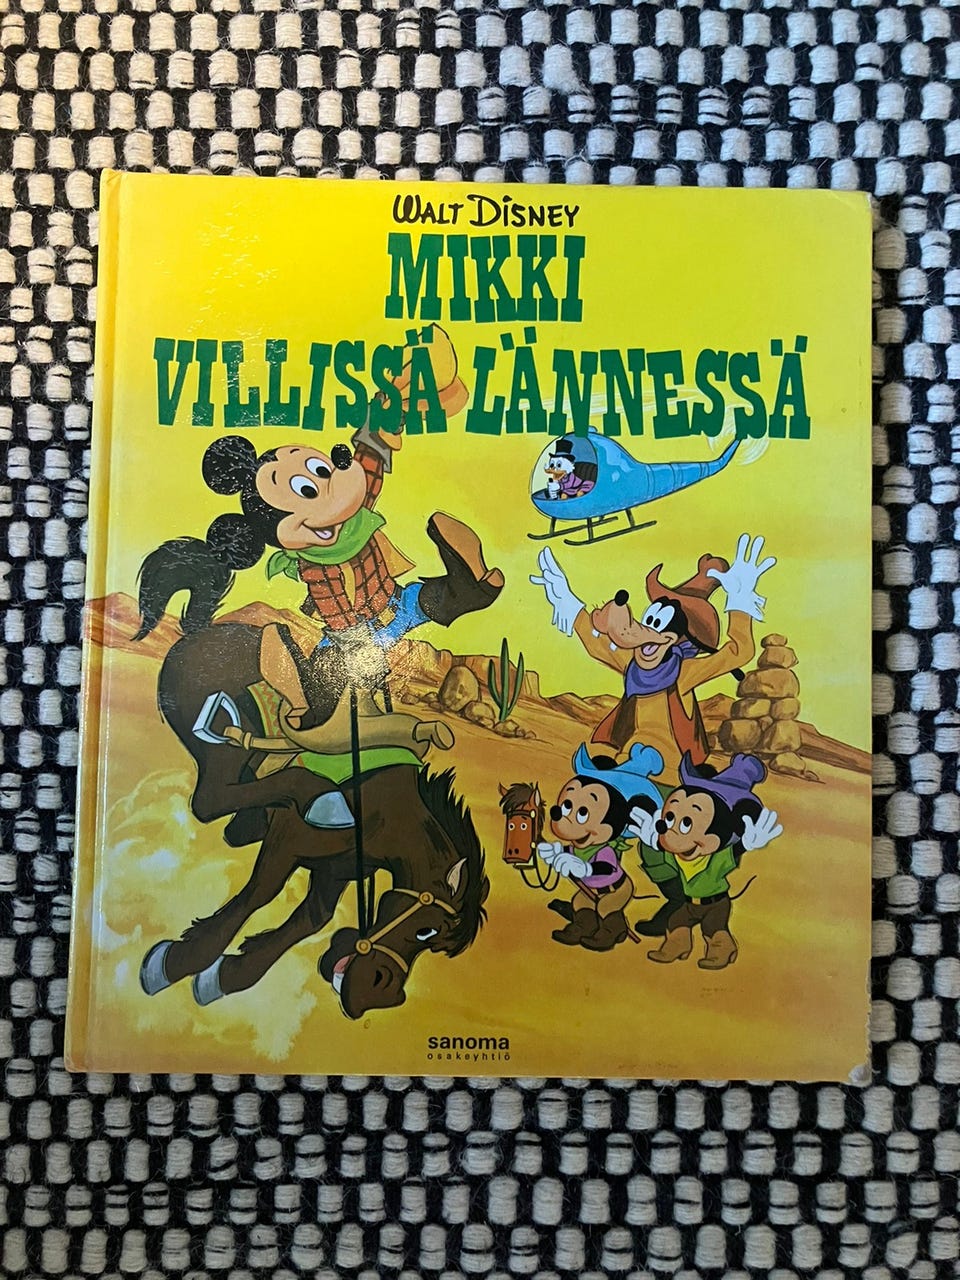 WALT DISNEY
MIKKI
VILLISSÄ LÄNNESSÄ
sanoma
osakeyhtiö